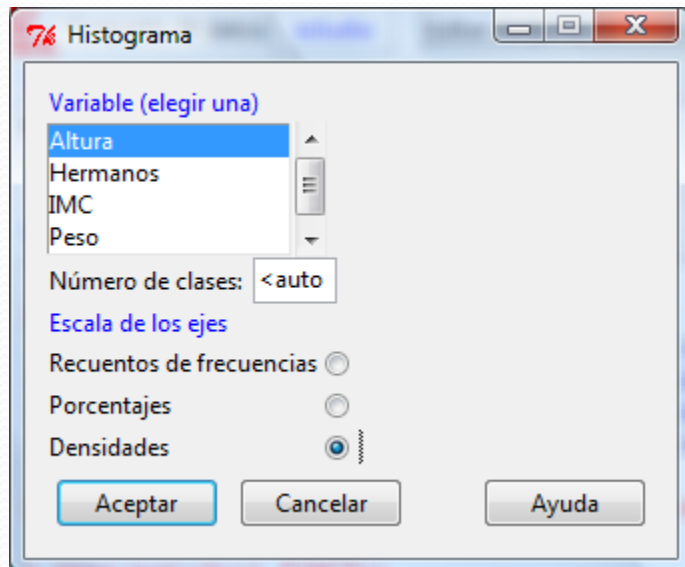 Histograma
Variable (elegir una)
Altura
Hermanos
IMC
Peso
Número de clases: <auto
Escala de los ejes
Recuentos de frecuencias
Porcentajes
Densidades
Aceptar Cancelar Ayuda